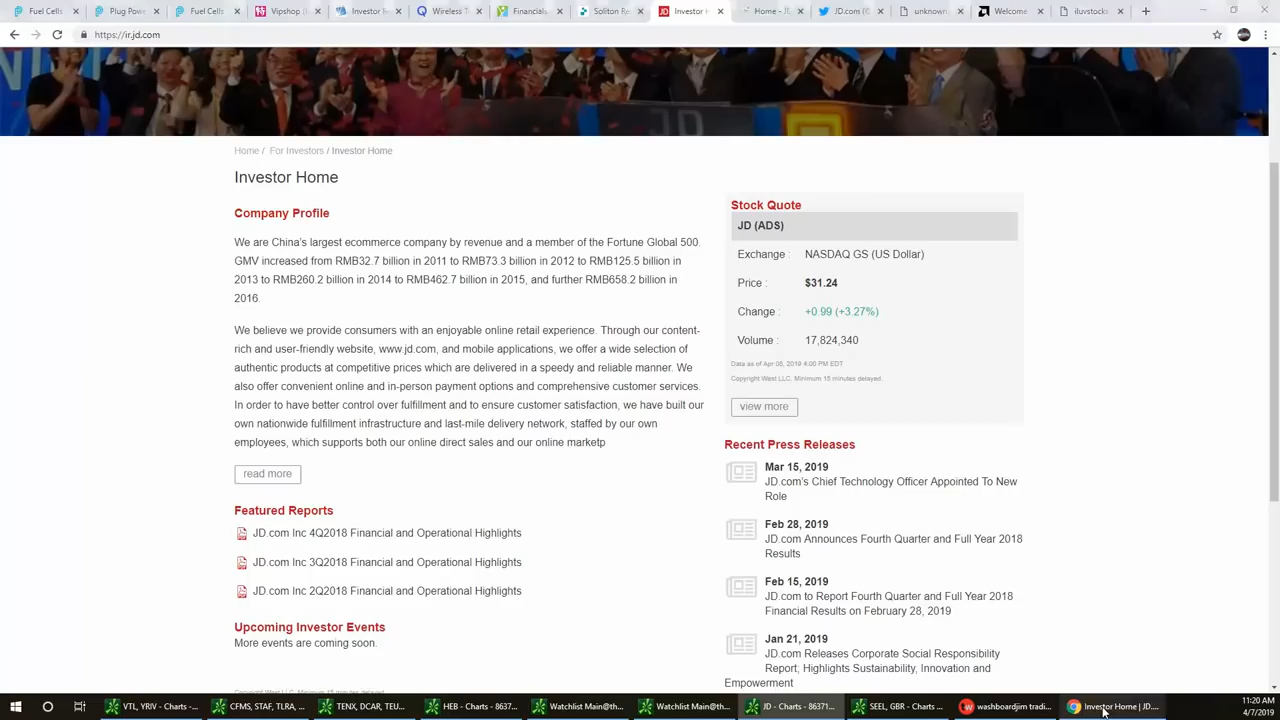 Fuel Cells
Fuel Cells
Investor H
Investor
Wireless T
Financials
Soliton Re
Investor H
Home -
JD.com (
unknown
Welcome
iluvstocks
https://ir.jd.com
Home / For Investors / Investor Home
Investor Home
Company Profile
We are China's largest ecommerce company by revenue and a member of the Fortune Global 500.
GMV increased from RMB32.7 billion in 2011 to RMB73.3 billion in 2012 to RMB125.5 billion in
2013 to RMB260.2 billion in 2014 to RMB462.7 billion in 2015, and further RMB658.2 billion in
2016.
We believe we provide consumers with an enjoyable online retail experience. Through our content-
rich and user-friendly website, www.jd.com, and mobile applications, we offer a wide selection of
authentic products at competitive prices which are delivered in a speedy and reliable manner. We
also offer convenient online and in-person payment options and comprehensive customer services.
In order to have better control over fulfillment and to ensure customer satisfaction, we have built our
own nationwide fulfillment infrastructure and last-mile delivery network, staffed by our own
employees, which supports both our online direct sales and our online marketp
read more
Featured Reports
JD.com Inc 4Q2018 Financial and Operational Highlights
JD.com Inc 3Q2018 Financial and Operational Highlights
JD.com Inc 2Q2018 Financial and Operational Highlights
Upcoming Investor Events
More events are coming soon.
Copyright West LLC. Minimum 15 minutes delayed.
Stock Quote
JD (ADS)
Exchange : NASDAQ GS (US Dollar)
Price : $31.24
Change : +0.99 (+3.27%)
Volume : 17,824,340
Data as of Apr 05, 2019 4:00 PM EDT
Copyright West LLC. Minimum 15 minutes delayed.
view more
Recent Press Releases
Mar 15, 2019
JD.com's Chief Technology Officer Appointed To New
Role
Feb 28, 2019
JD.com Announces Fourth Quarter and Full Year 2018
Results
Feb 15, 2019
JD.com to Report Fourth Quarter and Full Year 2018
Financial Results on February 28, 2019
Jan 21, 2019
JD.com Releases Corporate Social Responsibility
Report; Highlights Sustainability, Innovation and
Empowerment
VTL, YRIV - Charts -...
CFMS, STAF, TLRA, ...
TENX, DCAR, TEU...
HEB - Charts - 8637...
Watchlist Main@th...
Watchlist Main@th...
JD - Charts - 86371...
SEEL, GBR - Charts ...
washboardjim tradi...
Investor Home | JD....
11:20 AM
4/7/2019